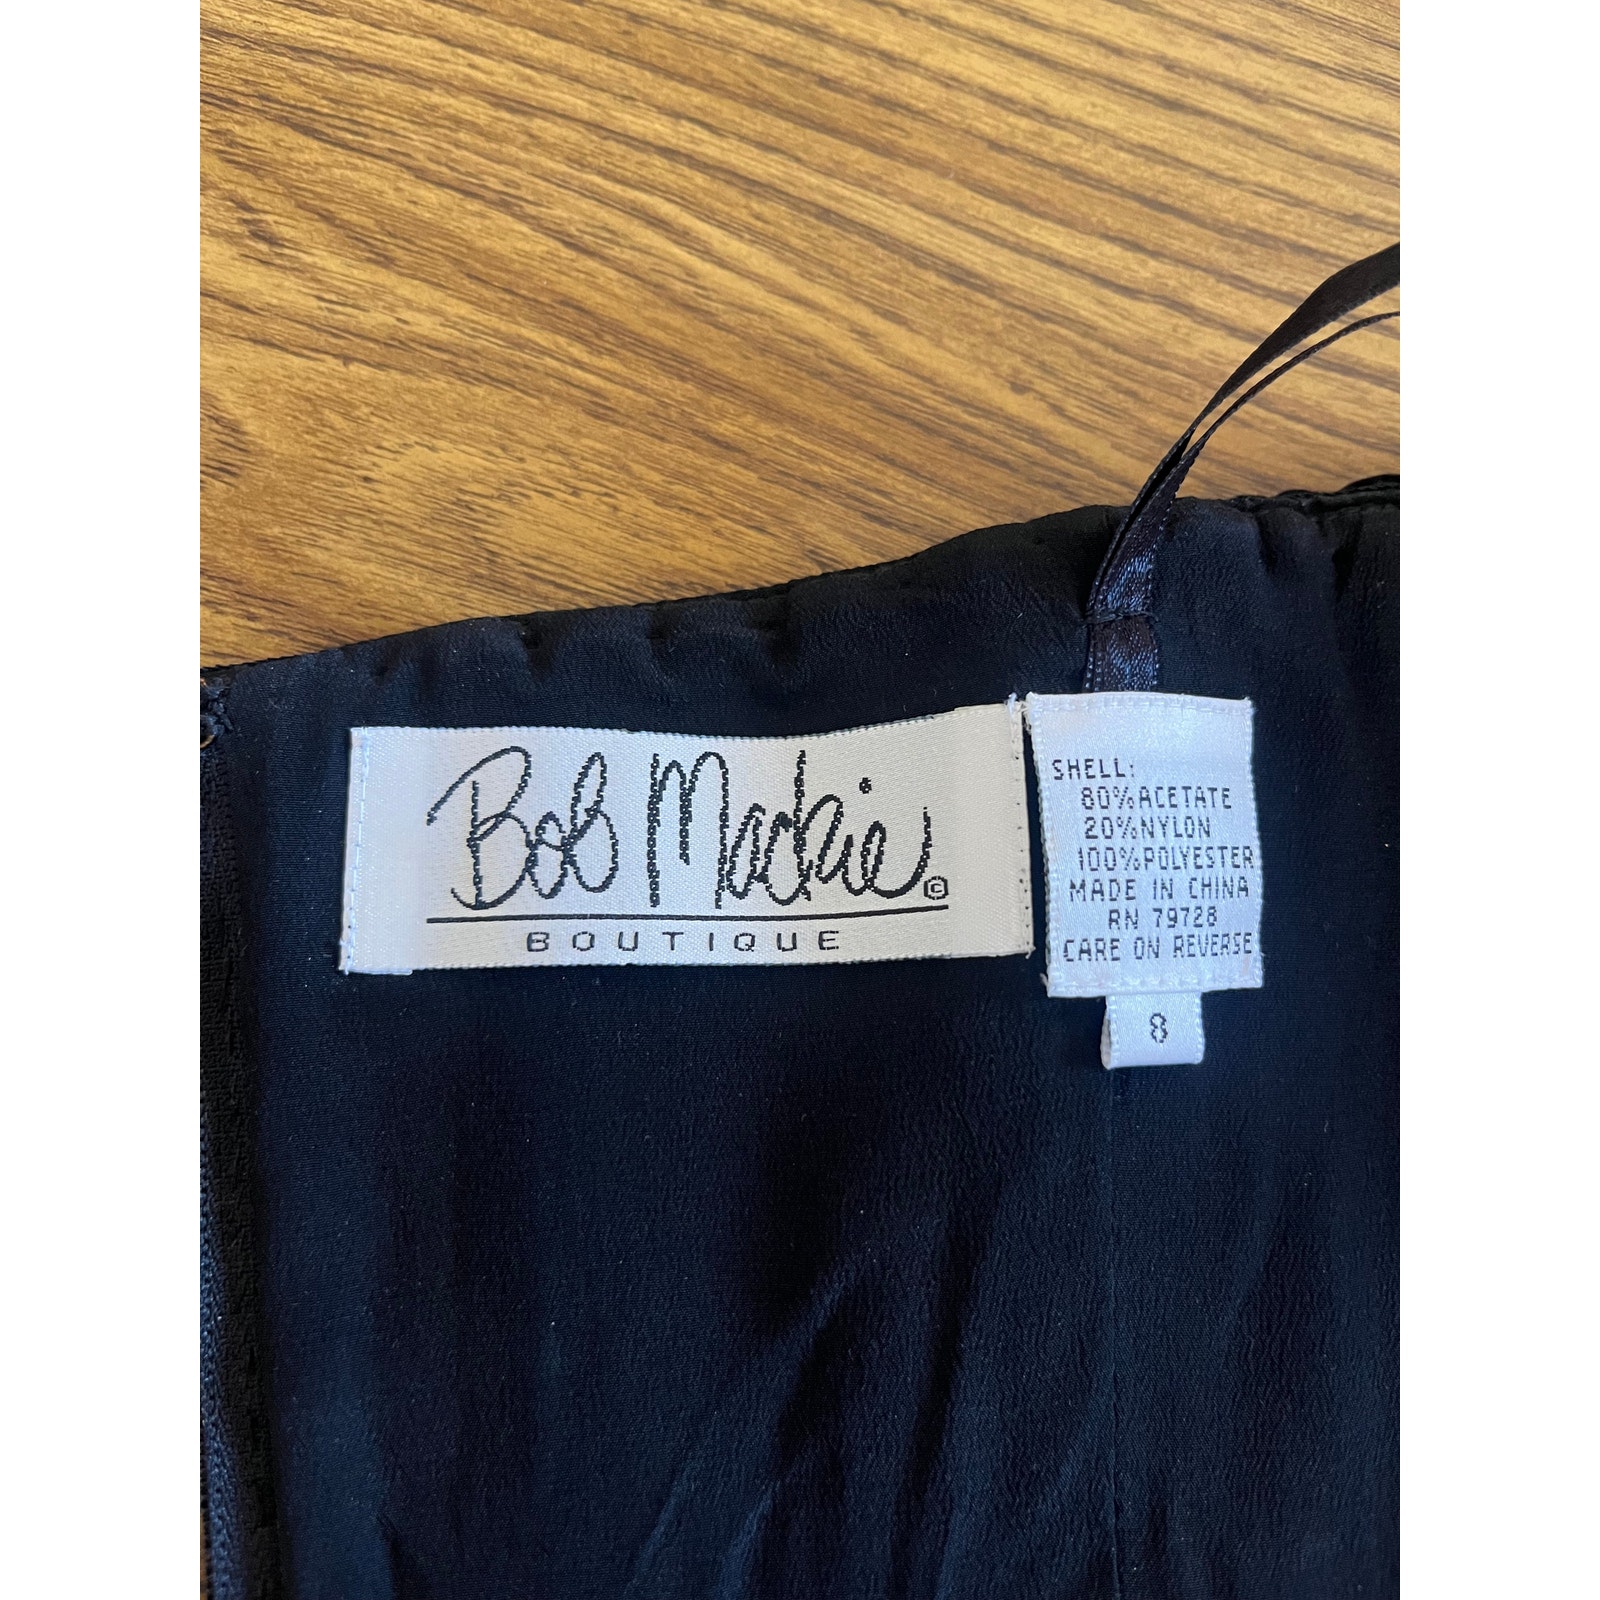 Bob Mackie ©
BOUTIQUE
SHELL:
80% ACETATE
20% NYLON
100% POLYESTER
MADE IN CHINA
RN 79728
CARE ON REVERSE
8